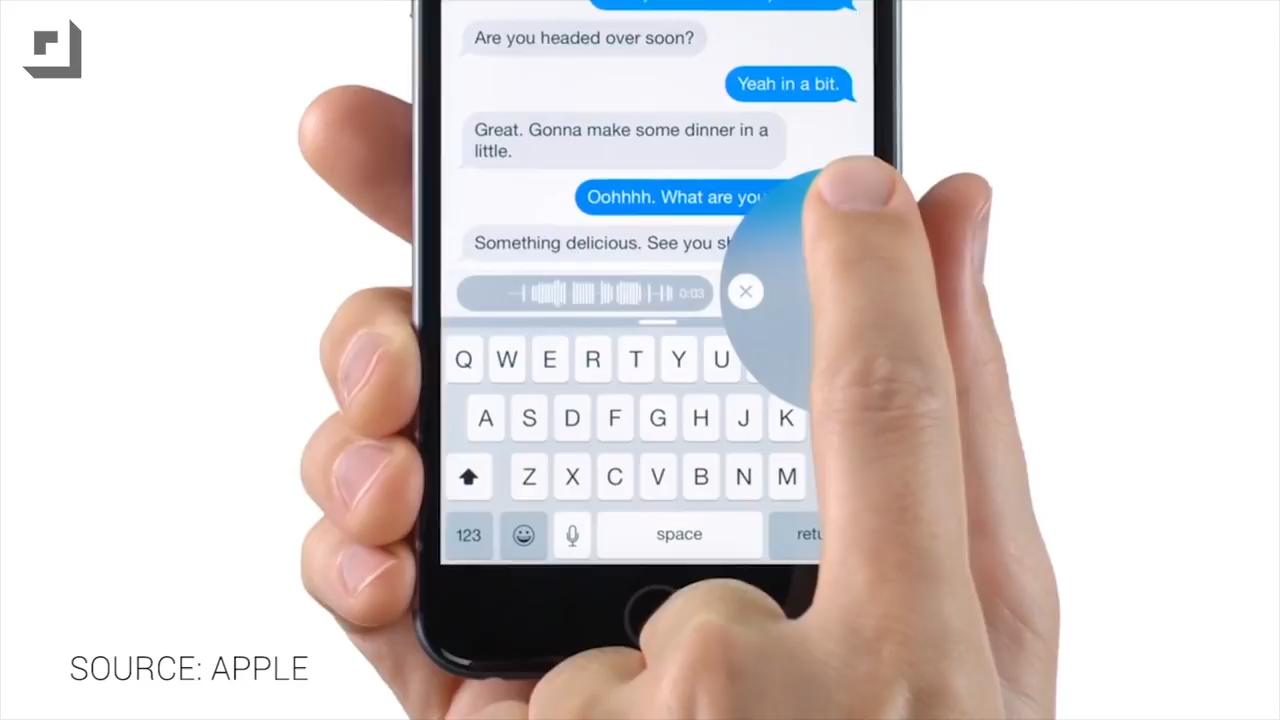 Are you headed over soon?
Yeah in a bit.
Great. Gonna make some dinner in a
little.
Oohhhh. What are you
Something delicious. See you
0:03
Q W E R T Y U
A S D F G H J K
Z X C V B N M
123 space
SOURCE: APPLE